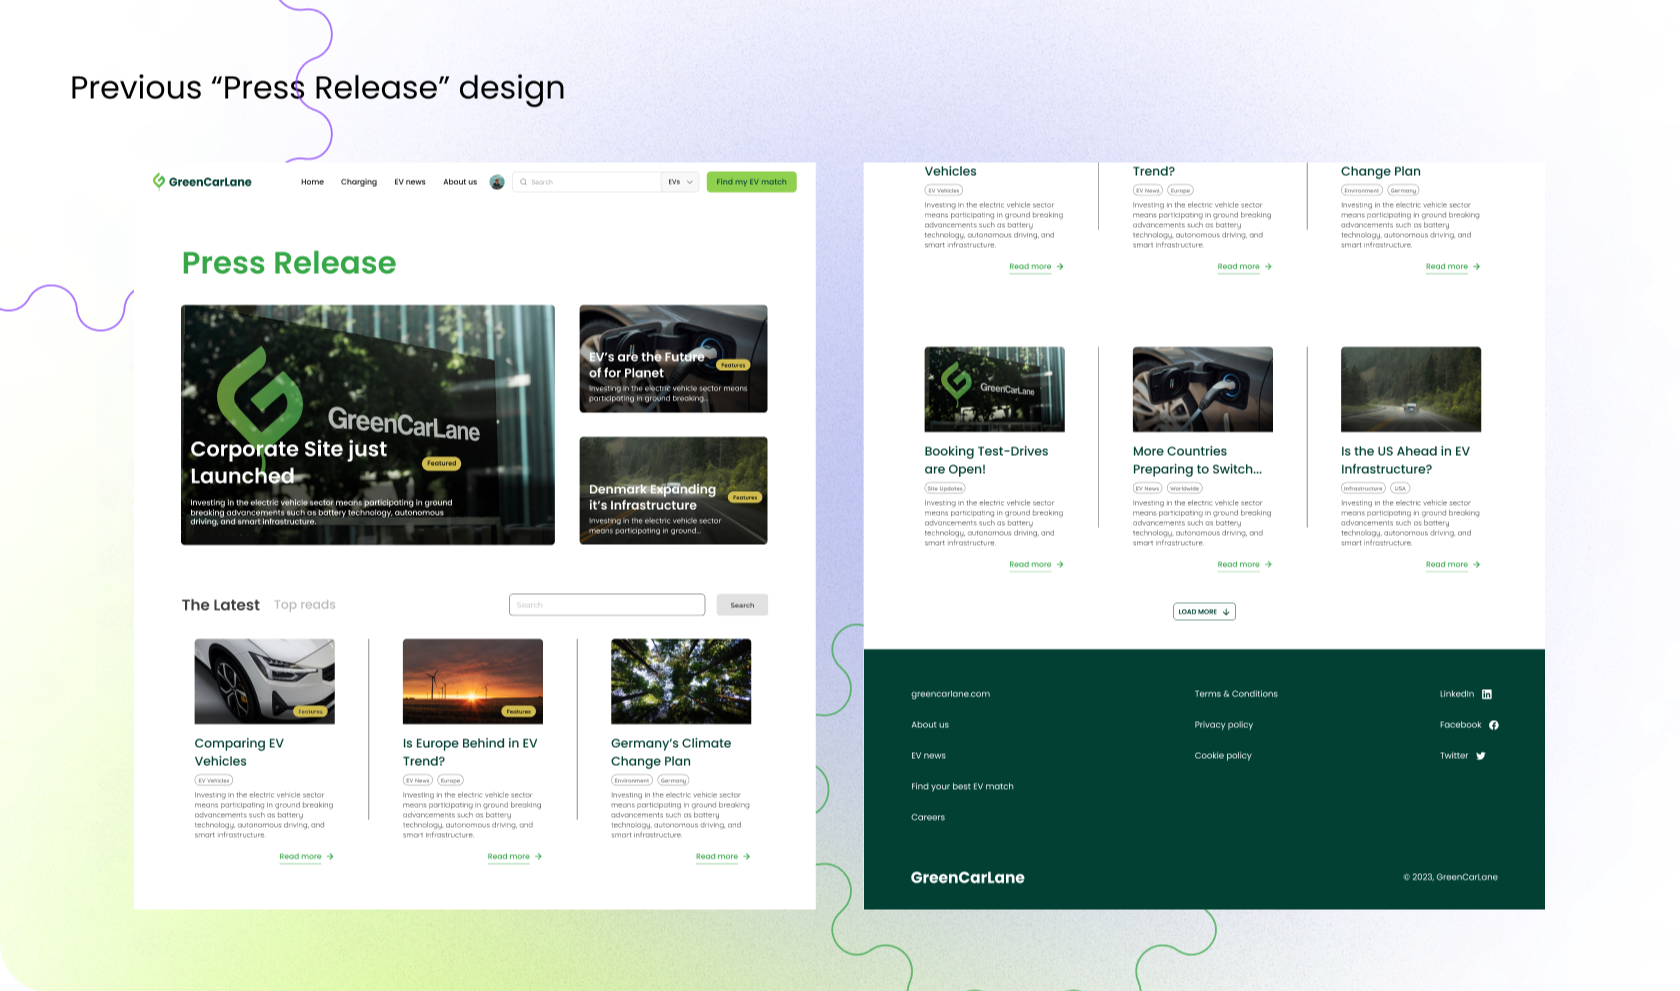 Previous “Press Release” design
GreenCarLane
Home
Charging
EV news
About us
Search
EVs
Find my EV match
Press Release
GreenCarLane
Corporate Site just
Launched
Featured
Investing in the electric vehicle sector means participating in ground
breaking advancements such as battery technology, autonomous
driving, and smart infrastructure.
EV’s are the Future
of for Planet
Features
Investing in the electric vehicle sector means
participating in ground breaking...
Denmark Expanding
it’s Infrastructure
Features
Investing in the electric vehicle sector
means participating in ground...
The Latest
Top reads
Search
Search
Features
Comparing EV
Vehicles
EV Vehicles
Investing in the electric vehicle sector
means participating in ground breaking
advancements such as battery
technology, autonomous driving, and
smart infrastructure.
Read more
Features
Is Europe Behind in EV
Trend?
EV News
Europe
Investing in the electric vehicle sector
means participating in ground breaking
advancements such as battery
technology, autonomous driving, and
smart infrastructure.
Read more
Germany’s Climate
Change Plan
Environment
Germany
Investing in the electric vehicle sector
means participating in ground breaking
advancements such as battery
technology, autonomous driving, and
smart infrastructure.
Read more
Vehicles
EV Vehicles
Investing in the electric vehicle sector
means participating in ground breaking
advancements such as battery
technology, autonomous driving, and
smart infrastructure.
Read more
Trend?
EV News
Europe
Investing in the electric vehicle sector
means participating in ground breaking
advancements such as battery
technology, autonomous driving, and
smart infrastructure.
Read more
Change Plan
Environment
Germany
Investing in the electric vehicle sector
means participating in ground breaking
advancements such as battery
technology, autonomous driving, and
smart infrastructure.
Read more
GreenCarLane
Booking Test-Drives
are Open!
Site Updates
Investing in the electric vehicle sector
means participating in ground breaking
advancements such as battery
technology, autonomous driving, and
smart infrastructure.
Read more
More Countries
Preparing to Switch...
EV News
Worldwide
Investing in the electric vehicle sector
means participating in ground breaking
advancements such as battery
technology, autonomous driving, and
smart infrastructure.
Read more
Is the US Ahead in EV
Infrastructure?
Infrastructure
USA
Investing in the electric vehicle sector
means participating in ground breaking
advancements such as battery
technology, autonomous driving, and
smart infrastructure.
Read more
LOAD MORE
greencarlane.com
About us
EV news
Find your best EV match
Careers
Terms & Conditions
Privacy policy
Cookie policy
LinkedIn
Facebook
Twitter
GreenCarLane
© 2023, GreenCarLane